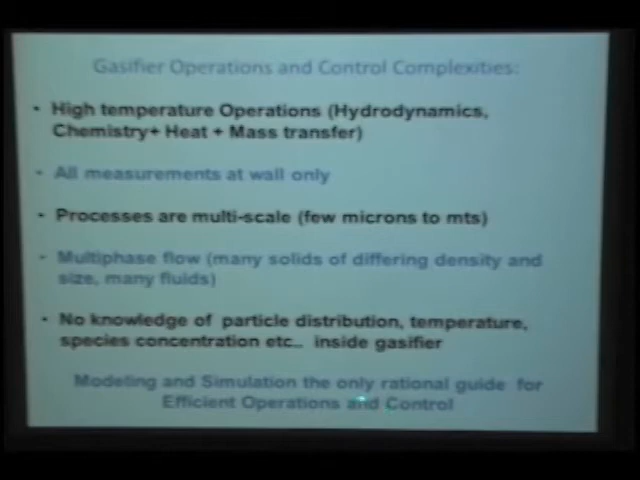 Gasifier Operations and Control Complexities:
• High temperature Operations (Hydrodynamics,
Chemistry+ Heat + Mass transfer)
• All measurements at wall only
• Processes are multi-scale (few microns to mts)
• Multiphase flow (many solids of differing density and
size, many fluids)
• No knowledge of particle distribution, temperature,
species concentration etc.. inside gasifier
Modeling and Simulation the only rational guide for
Efficient Operations and Control